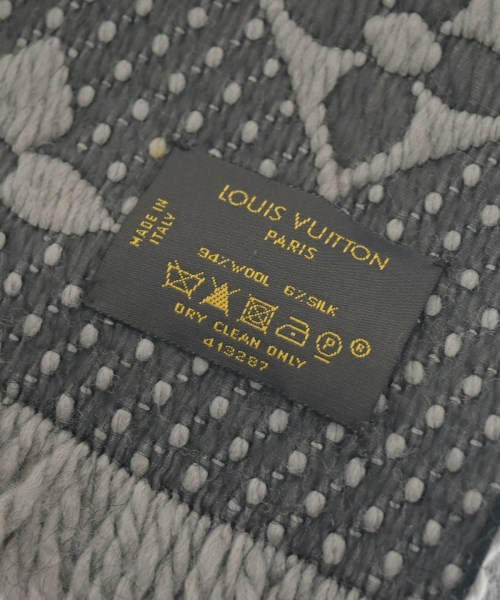 LOUIS VUITTON
PARIS
MADE IN
ITALY
94%WOOL 6%SILK
P R
DRY CLEAN ONLY
413287